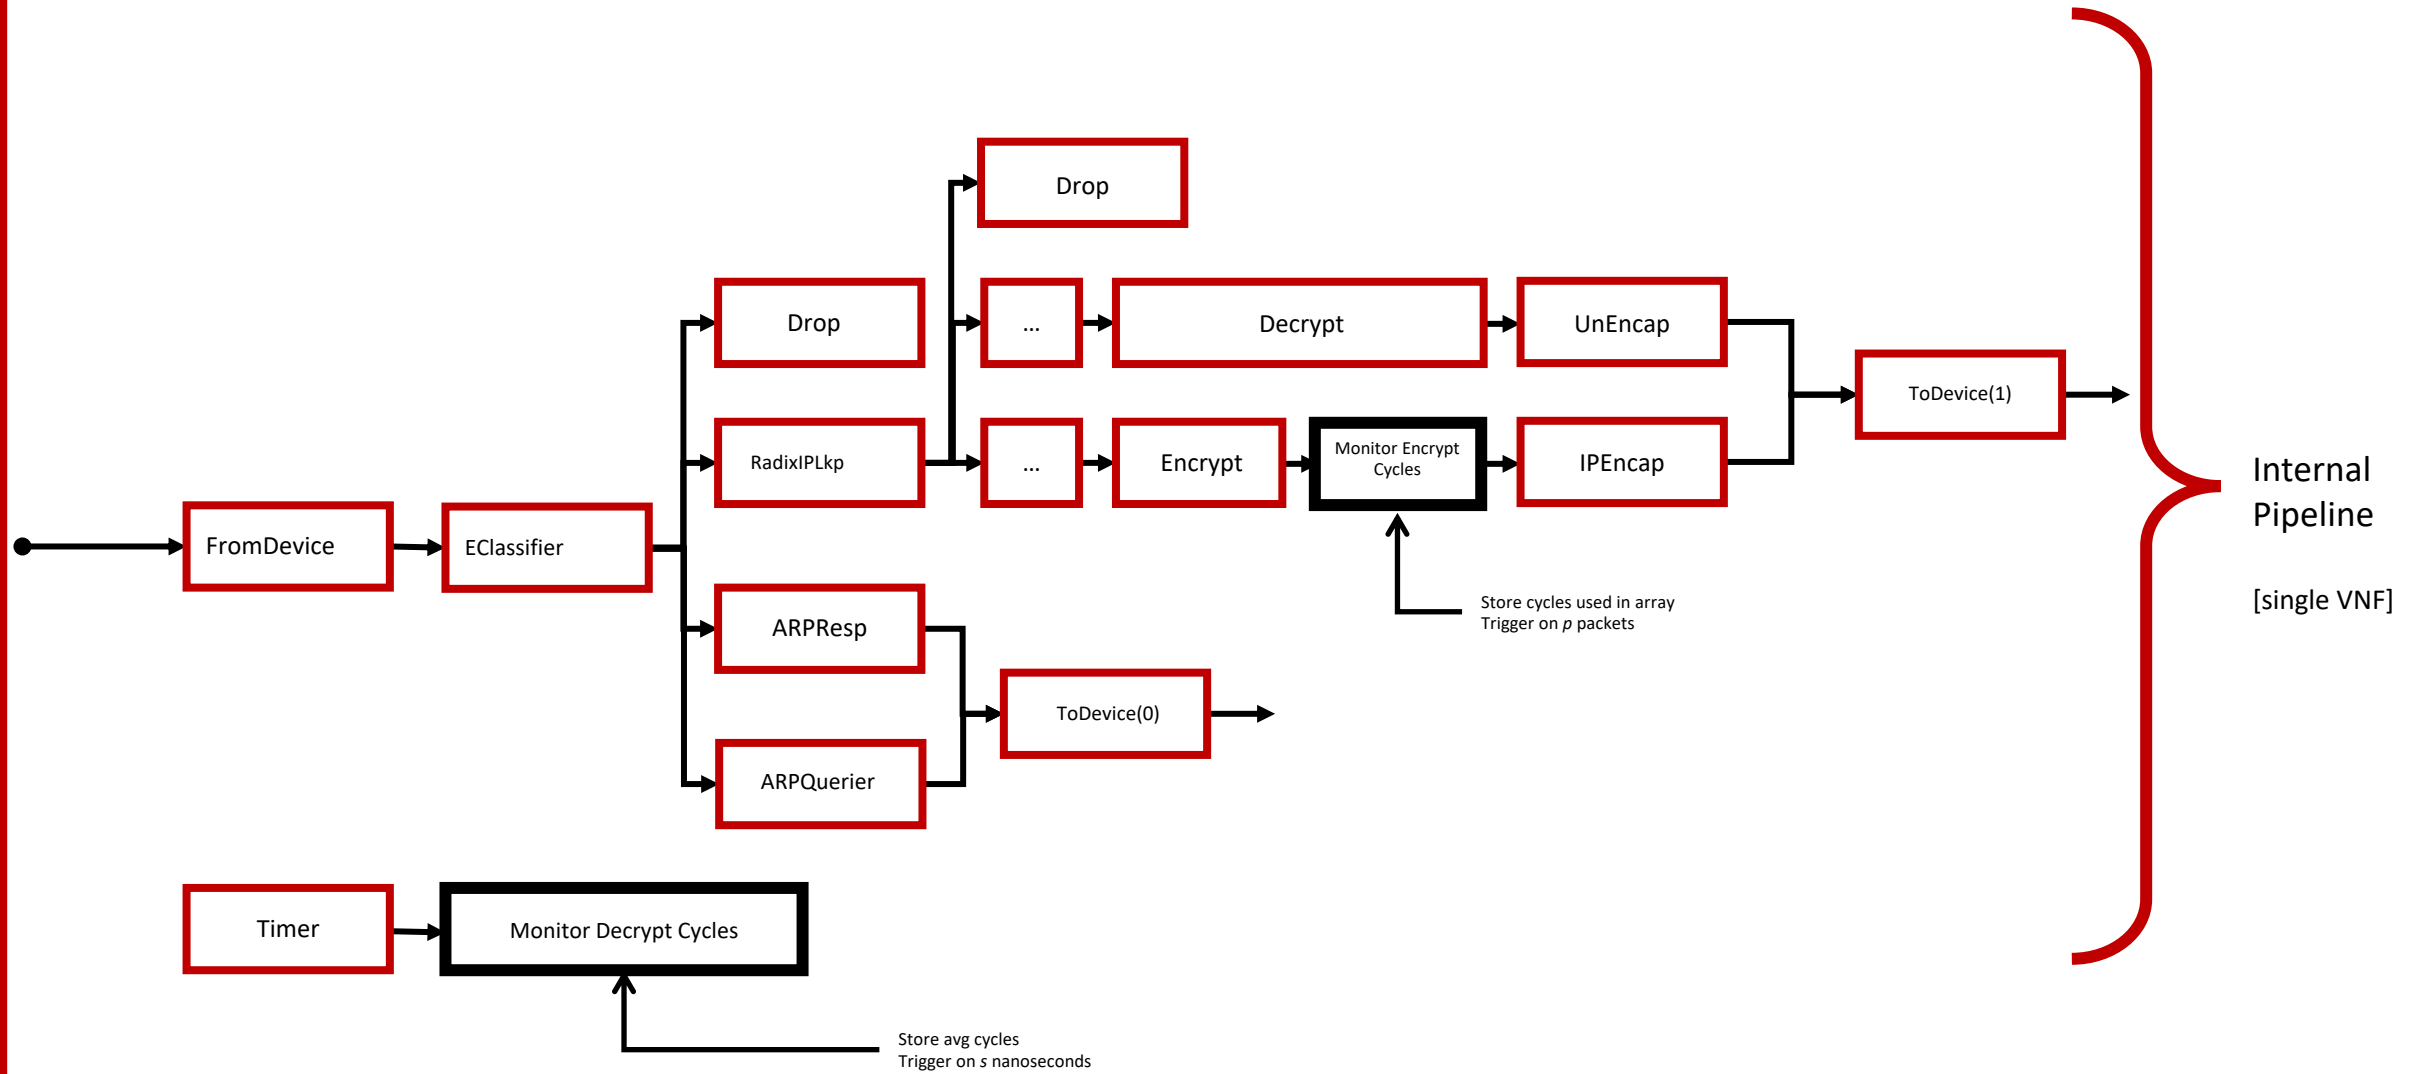 Drop
Drop
...
Decrypt
UnEncap
ToDevice(1)
RadixIPLkp
...
Encrypt
Monitor Encrypt
Cycles
IPEncap
Internal
Pipeline
[single VNF]
FromDevice
EClassifier
Store cycles used in array
Trigger on p packets
ARPResp
ToDevice(0)
ARPQuerier
Timer
Monitor Decrypt Cycles
Store avg cycles
Trigger on s nanoseconds